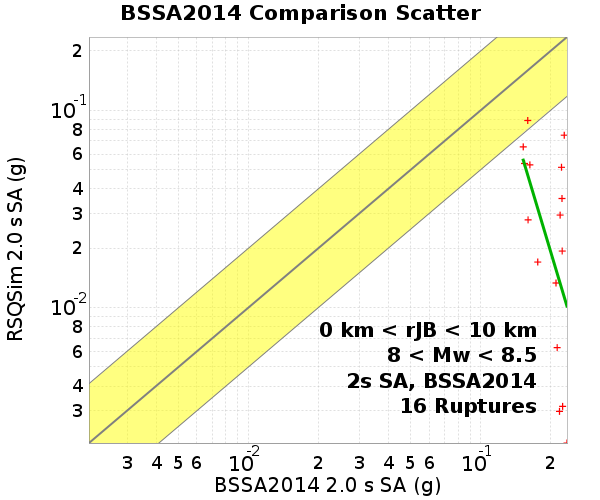 BSSA2014 Comparison Scatter
RSQSim 2.0 s SA (g)
2
10-1
8
6
4
3
2
10-2
8
6
4
3
0 km < rJB < 10 km
8 < Mw < 8.5
2s SA, BSSA2014
16 Ruptures
3 4 5 6 10-2 2 3 4 5 6 10-1 2
BSSA2014 2.0 s SA (g)